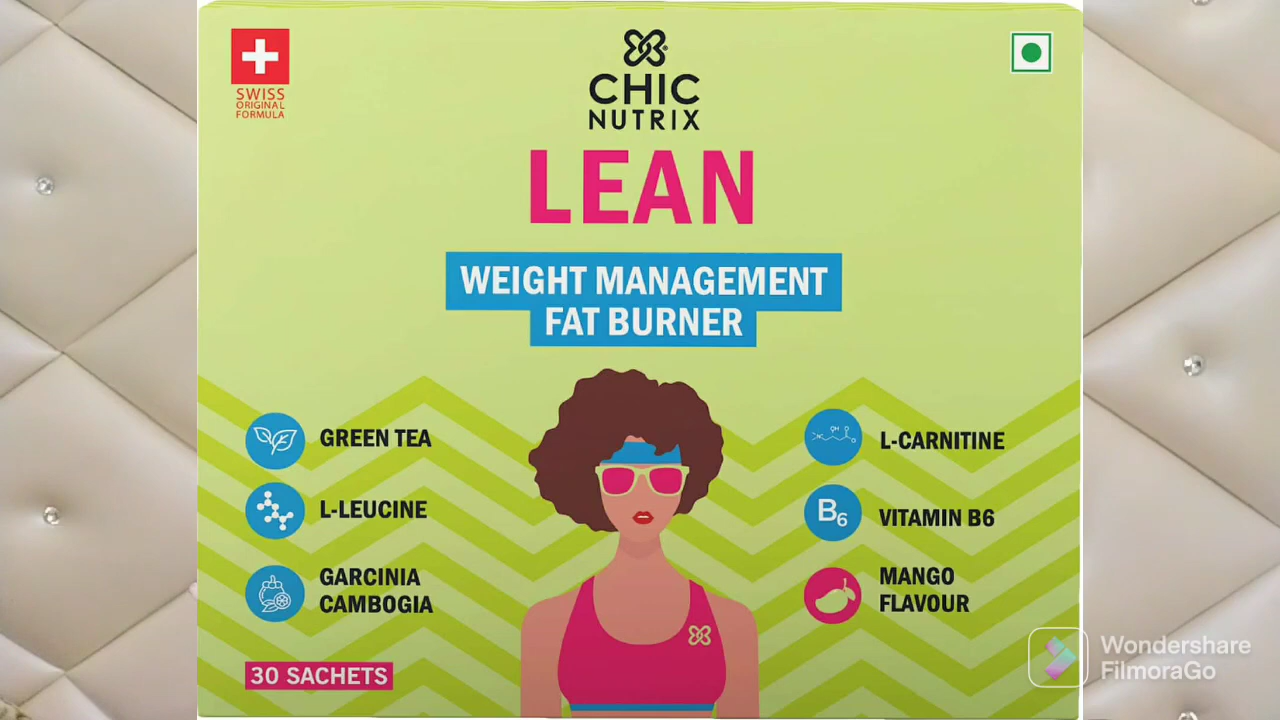 SWISS
ORIGINAL
FORMULA
CHIC
NUTRIX
LEAN
WEIGHT MANAGEMENT
FAT BURNER
GREEN TEA
L-LEUCINE
GARCINIA
CAMBOGIA
30 SACHETS
L-CARNITINE
B6
VITAMIN B6
MANGO
FLAVOUR
Wondershare
FilmoraGo